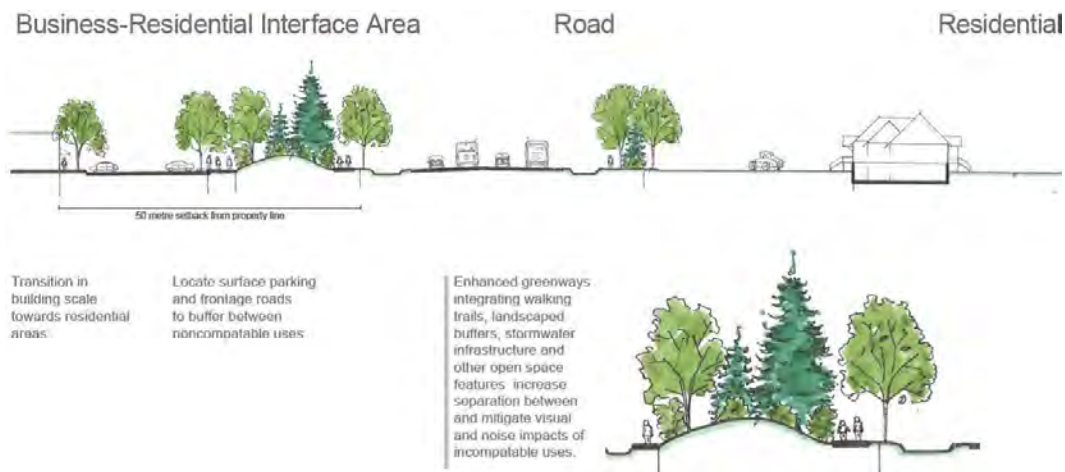 Business-Residential Interface Area
Road
Residential
50 metre setback from property line
Transition in
building scale
towards residential
areas
Locate surface parking
and frontage roads
to buffer between
noncompatable uses
Enhanced greenways
integrating walking
trails, landscaped
buffers, stormwater
infrastructure and
other open space
features increase
separation between
and mitigate visual
and noise impacts of
incompatable uses.